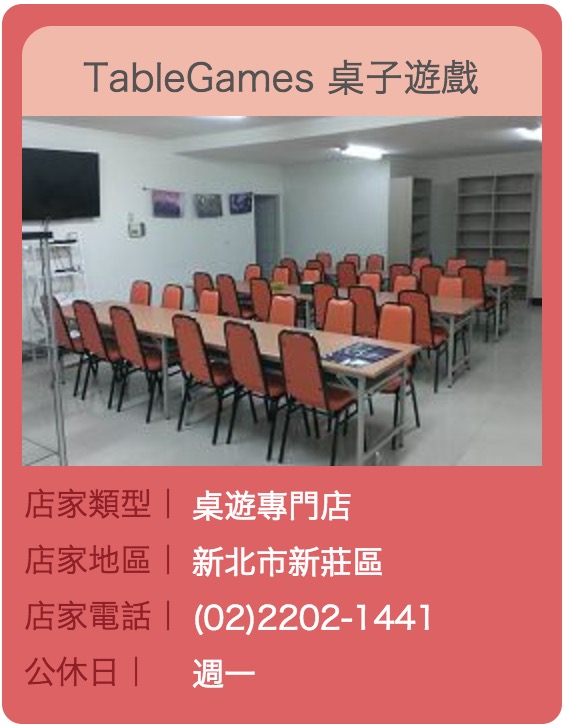 TableGames 桌子遊戲
店家類型｜ 桌遊專門店
店家地區｜ 新北市新莊區
店家電話｜ (02)2202-1441
公休日｜ 週一